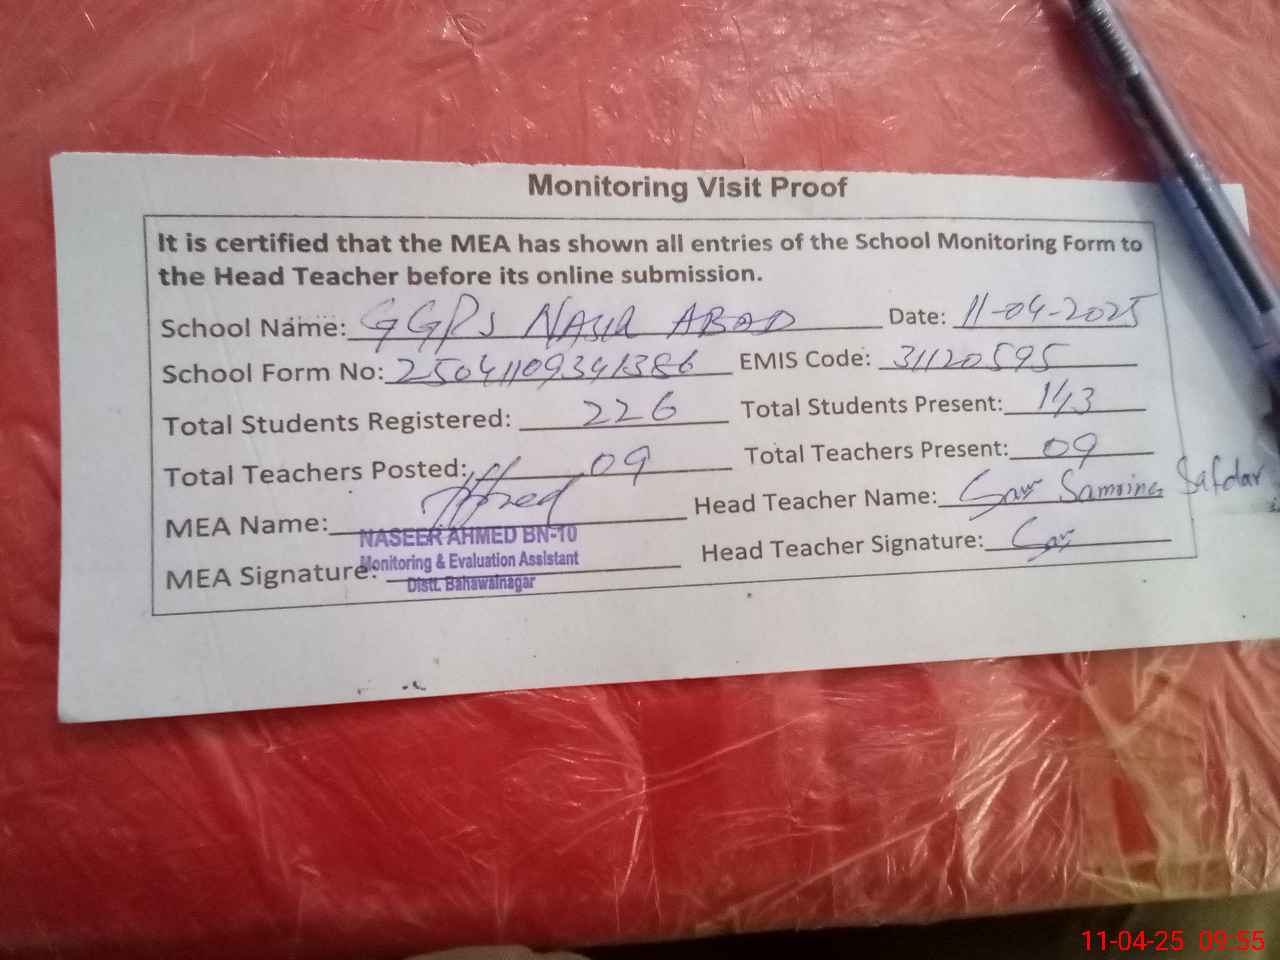 Monitoring Visit Proof
It is certified that the MEA has shown all entries of the School Monitoring Form to
the Head Teacher before its online submission.
School Name: GGPS NASIR ABAD Date: 11-04-2025
School Form No: 25041109341386 EMIS Code: 31120595
Total Students Registered: 226 Total Students Present: 143
Total Teachers Posted: 09 Total Teachers Present: 09
MEA Name: Head Teacher Name: Samina Safdar
NASEER AHMED BN-10
Monitoring & Evaluation Assistant
Distt. Bahawalnagar
MEA Signature: Head Teacher Signature:
11-04-25 09:55